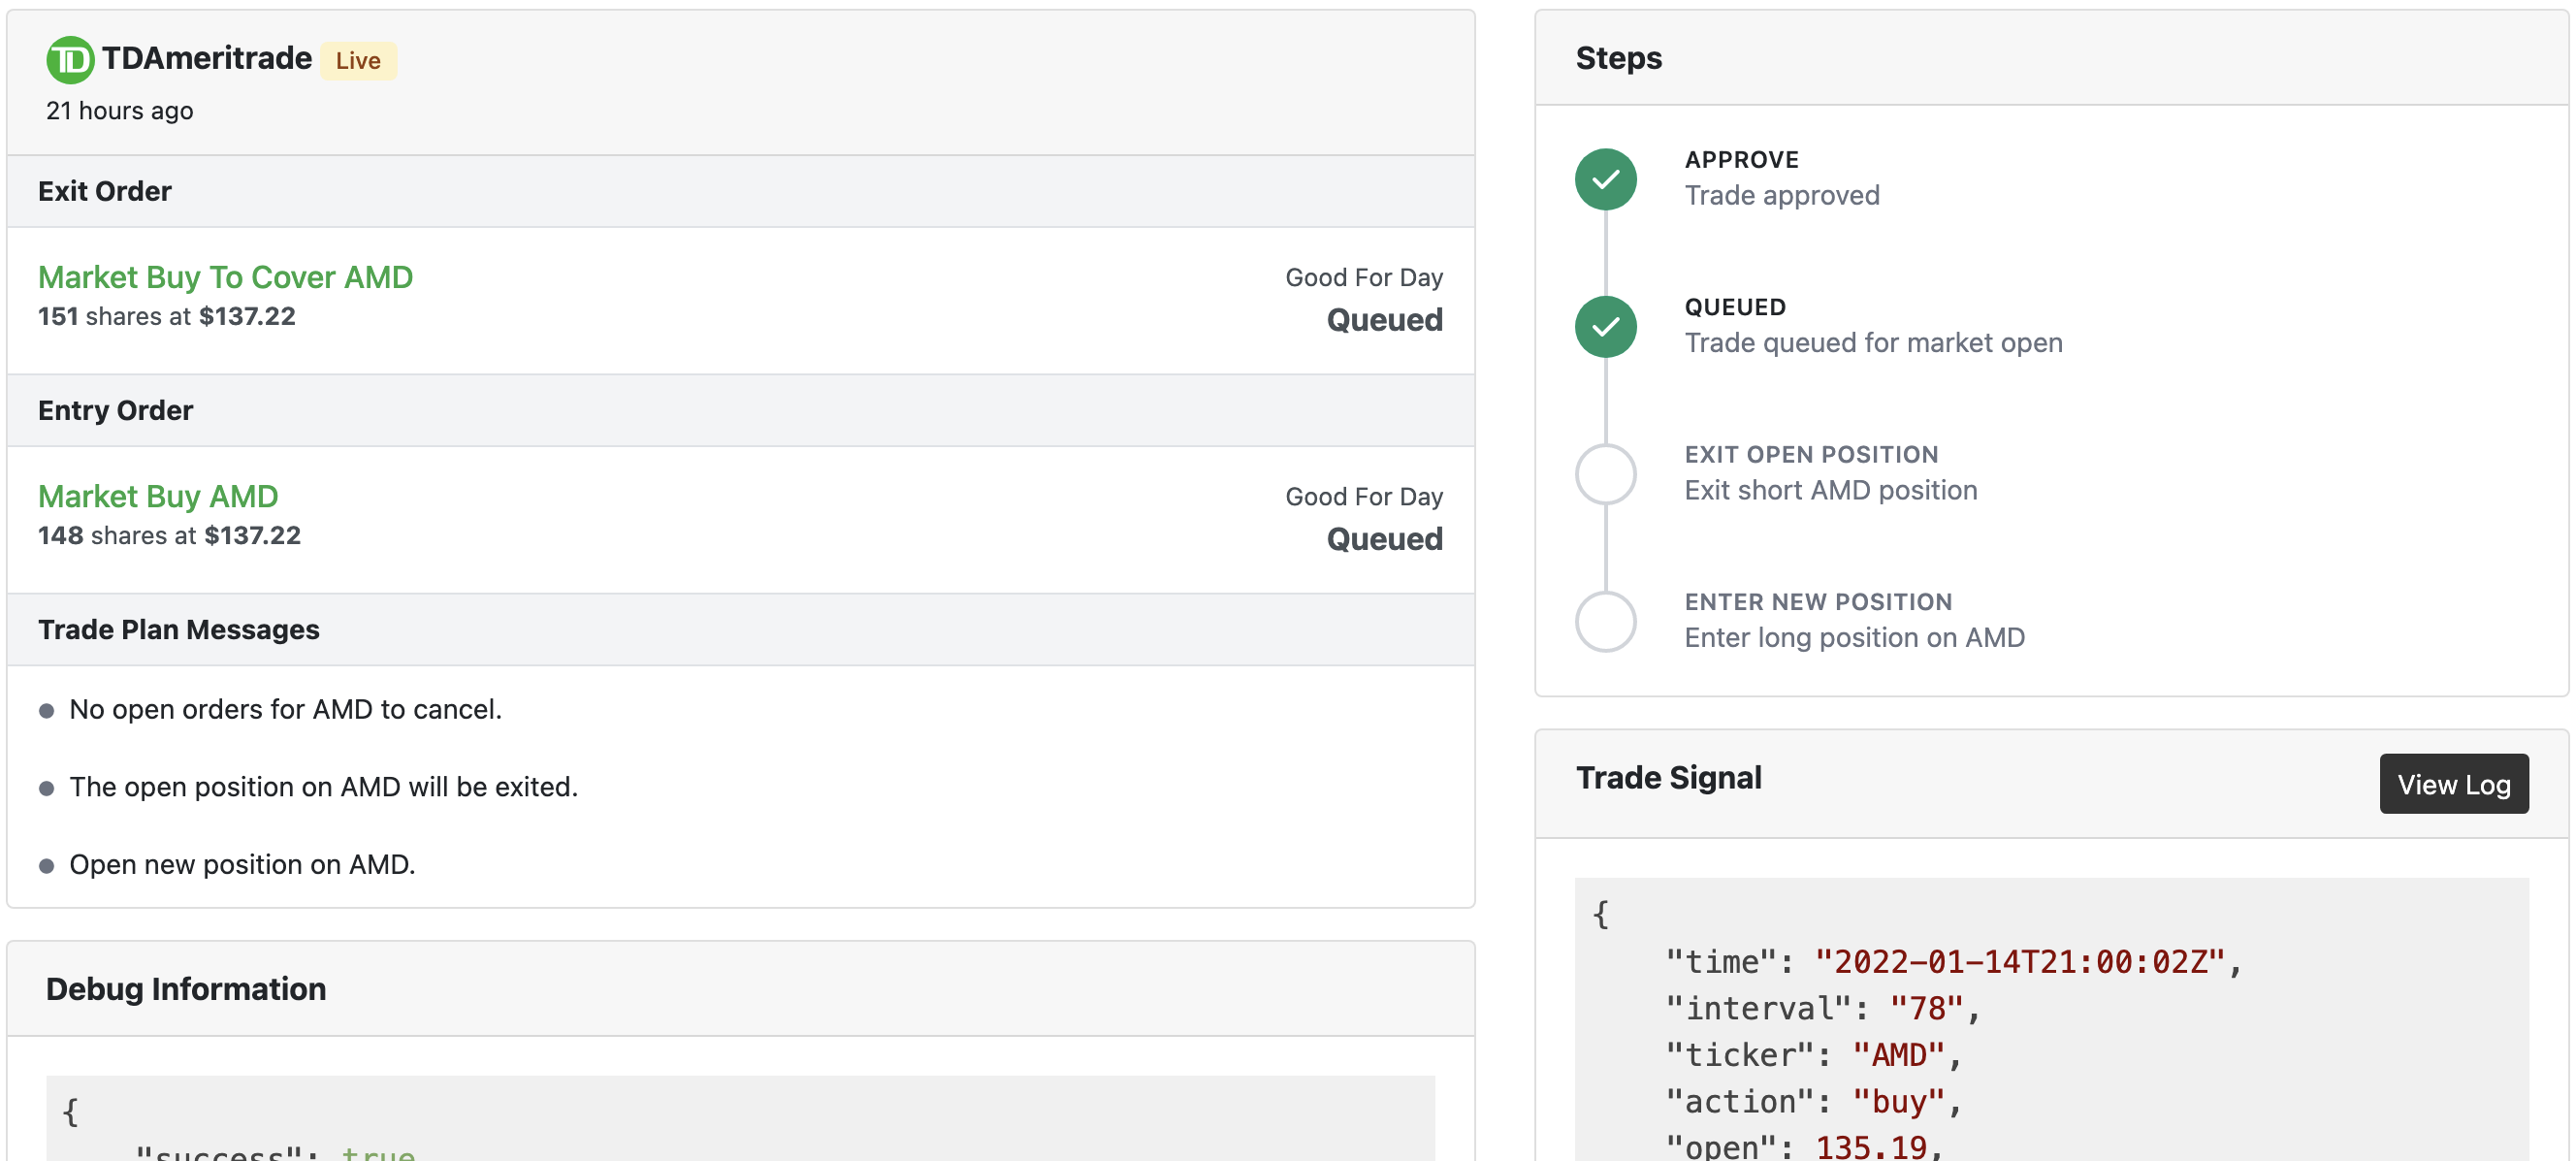 TDAmeritrade Live
21 hours ago
Exit Order
Market Buy To Cover AMD
Good For Day
151 shares at $137.22
Queued
Entry Order
Market Buy AMD
Good For Day
148 shares at $137.22
Queued
Trade Plan Messages
No open orders for AMD to cancel.
The open position on AMD will be exited.
Open new position on AMD.
Debug Information
{
"success": true
Steps
APPROVE
Trade approved
QUEUED
Trade queued for market open
EXIT OPEN POSITION
Exit short AMD position
ENTER NEW POSITION
Enter long position on AMD
Trade Signal
View Log
{
"time": "2022-01-14T21:00:02Z",
"interval": "78",
"ticker": "AMD",
"action": "buy",
"open": 135.19,